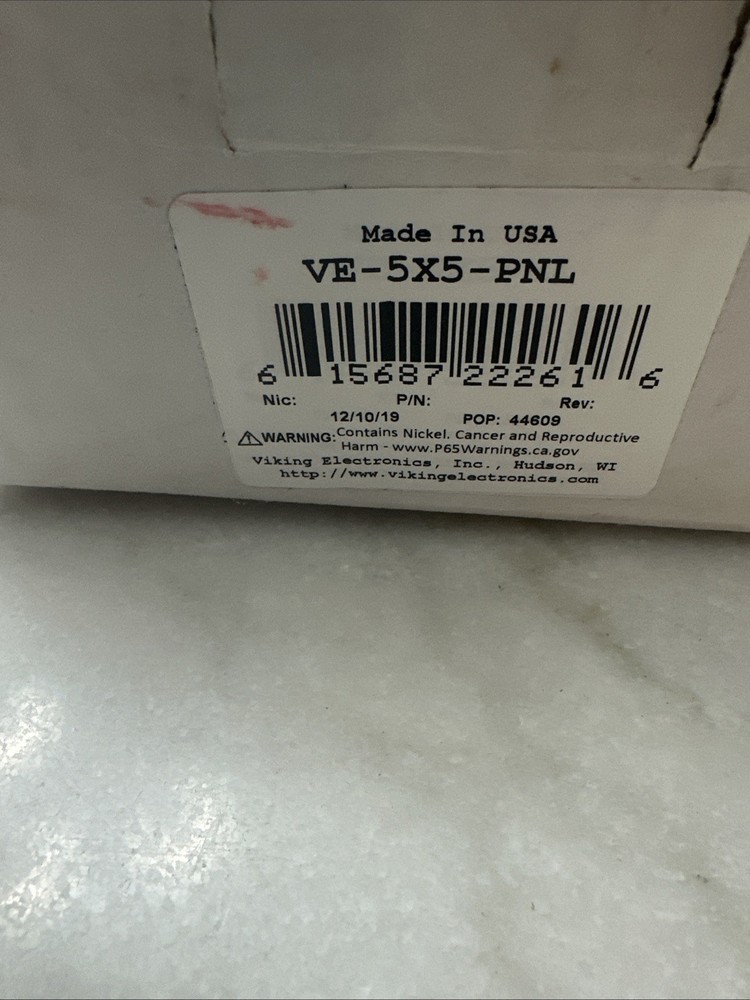 Made In USA
VE-5X5-PNL
6 15687 22261 6
Nic: P/N: Rev:
12/10/19 POP: 44609
WARNING: Contains Nickel. Cancer and Reproductive
Harm - www.P65Warnings.ca.gov
Viking Electronics, Inc., Hudson, WI
http://www.vikingelectronics.com